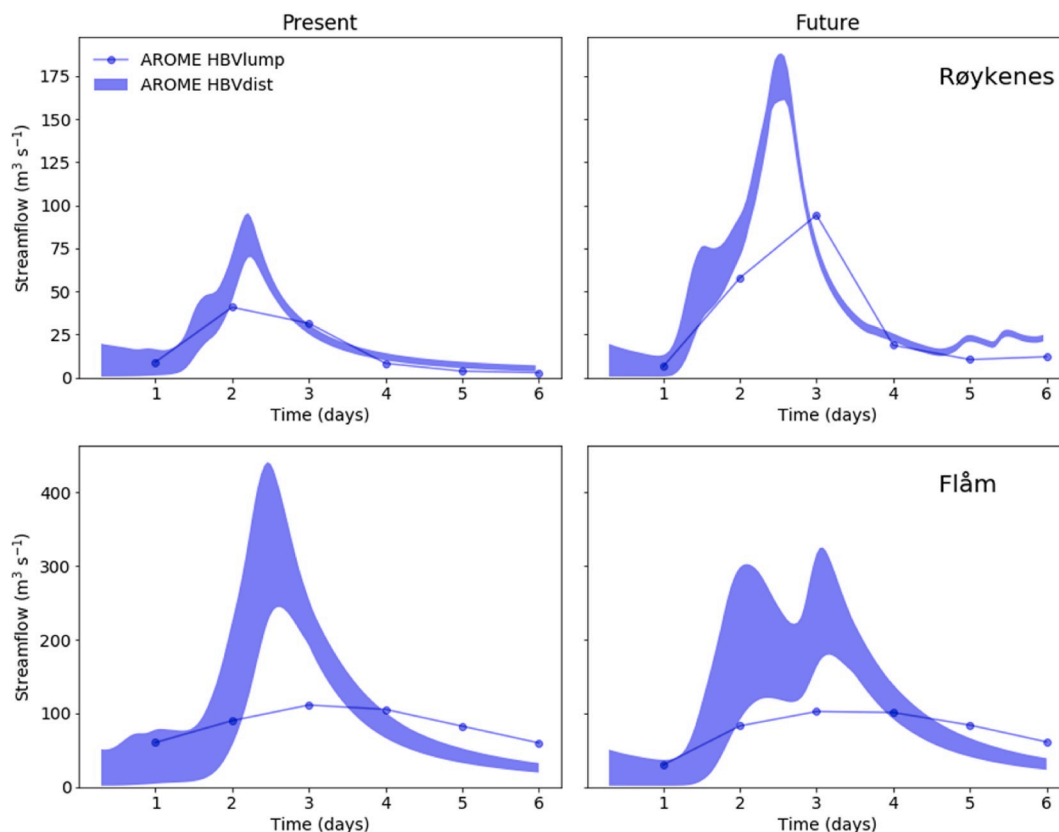 Present
Future
AROME HBVlump
AROME HBVdist
Røykenes
Streamflow (m³ s⁻¹)
175
150
125
100
75
50
25
0
1 2 3 4 5 6
Time (days)
1 2 3 4 5 6
Time (days)
Flåm
Streamflow (m³ s⁻¹)
400
300
200
100
0
1 2 3 4 5 6
Time (days)
1 2 3 4 5 6
Time (days)